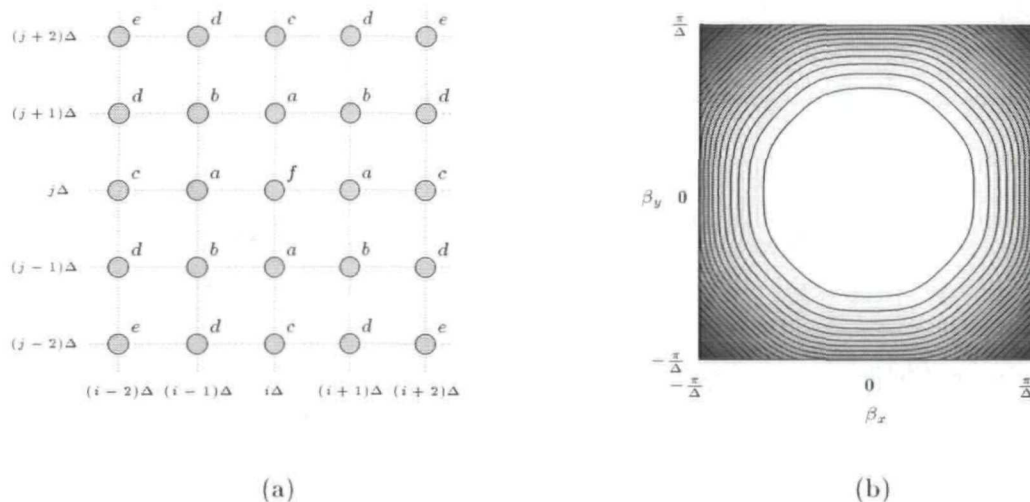 e d c d e
(j + 2)Δ
d b a b d
(j + 1)Δ
c a f a c
jΔ
d b a b d
(j − 1)Δ
e d c d e
(j − 2)Δ
(i − 2)Δ (i − 1)Δ iΔ (i + 1)Δ (i + 2)Δ
(a)
π/Δ
β_y 0
−π/Δ
−π/Δ 0 π/Δ
β_x
(b)